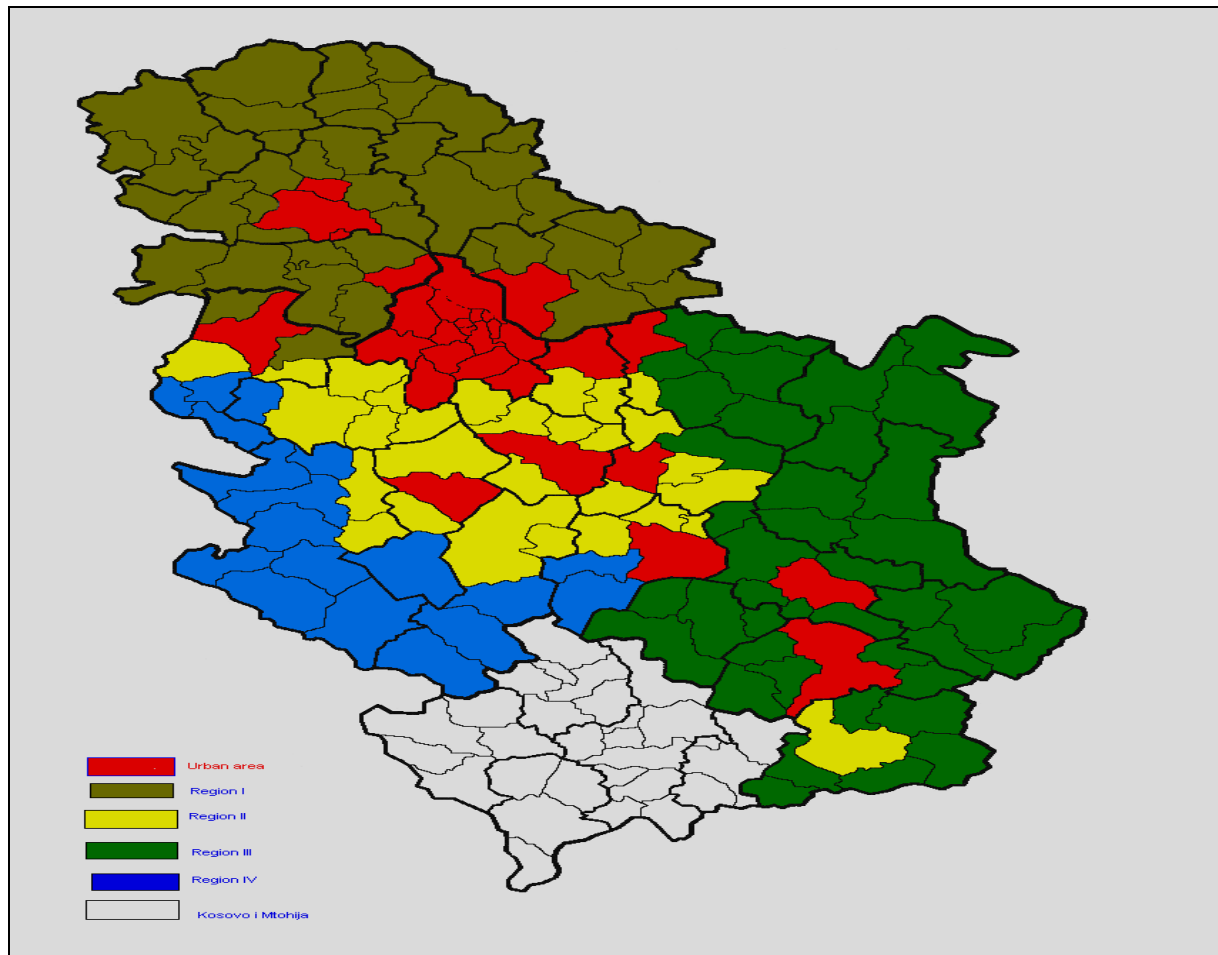 Urban area
Region I
Region II
Region III
Region IV
Kosovo i Mtohija